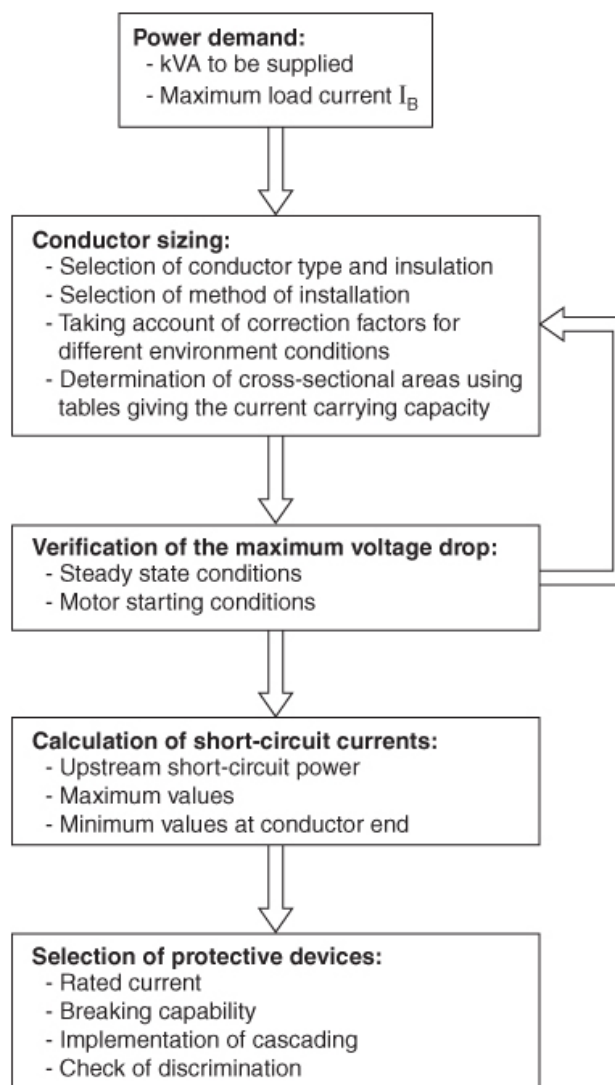 Power demand:
- kVA to be supplied
- Maximum load current IB
Conductor sizing:
- Selection of conductor type and insulation
- Selection of method of installation
- Taking account of correction factors for
different environment conditions
- Determination of cross-sectional areas using
tables giving the current carrying capacity
Verification of the maximum voltage drop:
- Steady state conditions
- Motor starting conditions
Calculation of short-circuit currents:
- Upstream short-circuit power
- Maximum values
- Minimum values at conductor end
Selection of protective devices:
- Rated current
- Breaking capability
- Implementation of cascading
- Check of discrimination